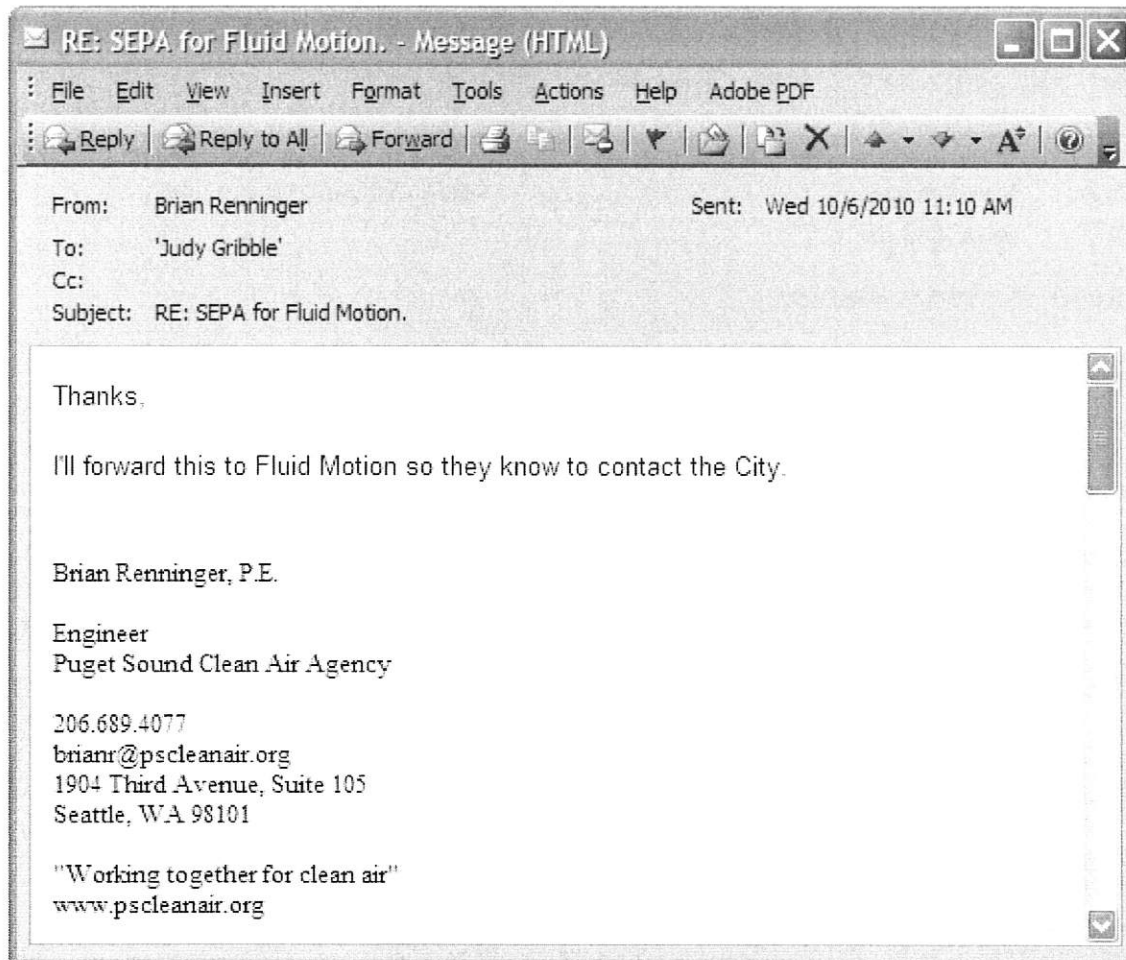 RE: SEPA for Fluid Motion. - Message (HTML)
File Edit View Insert Format Tools Actions Help Adobe PDF
Reply Reply to All Forward
From: Brian Renninger Sent: Wed 10/6/2010 11:10 AM
To: 'Judy Gribble'
Cc:
Subject: RE: SEPA for Fluid Motion.
Thanks,
I'll forward this to Fluid Motion so they know to contact the City.
Brian Renninger, P.E.
Engineer
Puget Sound Clean Air Agency
206.689.4077
brianr@pscleanair.org
1904 Third Avenue, Suite 105
Seattle, WA 98101
"Working together for clean air"
www.pscleanair.org